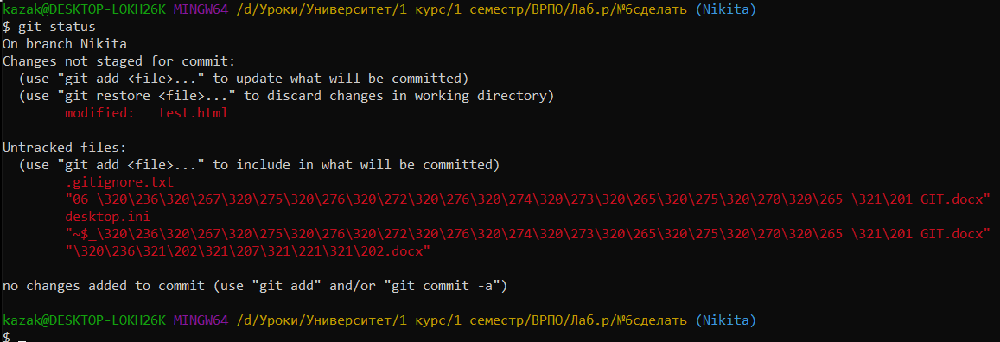 kazak@DESKTOP-LOKH26K MINGW64 /d/Уроки/Университет/1 курс/1 семестр/ВРПО/Лаб.р/№6сделать (Nikita)
$ git status
On branch Nikita
Changes not staged for commit:
  (use "git add <file>..." to update what will be committed)
  (use "git restore <file>..." to discard changes in working directory)
        modified:   test.html

Untracked files:
  (use "git add <file>..." to include in what will be committed)
        .gitignore.txt
        "06_\320\236\320\267\320\275\320\276\320\272\320\276\320\274\320\273\320\265\320\275\320\270\320\265 \321\201 GIT.docx"
        desktop.ini
        "~$_\320\236\320\267\320\275\320\276\320\272\320\276\320\274\320\273\320\265\320\275\320\270\320\265 \321\201 GIT.docx"
        "\320\236\321\202\321\207\321\221\321\202.docx"

no changes added to commit (use "git add" and/or "git commit -a")

kazak@DESKTOP-LOKH26K MINGW64 /d/Уроки/Университет/1 курс/1 семестр/ВРПО/Лаб.р/№6сделать (Nikita)
$ _